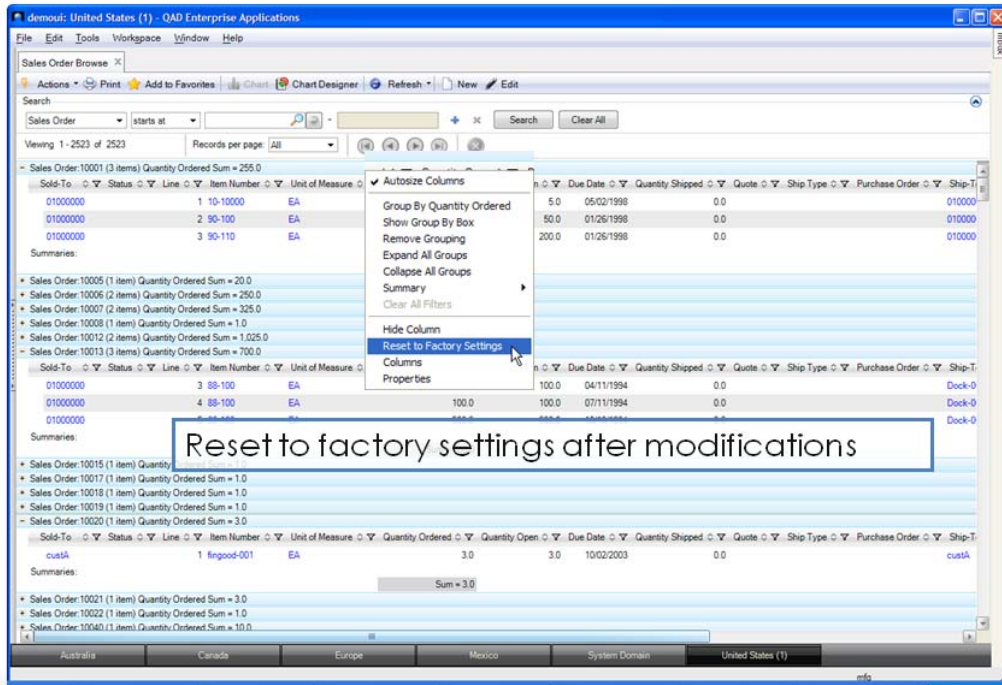 demoui: United States (1) - QAD Enterprise Applications
File Edit Tools Workspace Window Help
Inbox
Sales Order Browse
Actions Print Add to Favorites Chart Chart Designer Refresh New Edit
Search
Sales Order starts at - Search Clear All
Viewing 1 - 2523 of 2523 Records per page: All
- Sales Order:10001 (3 items) Quantity Ordered Sum = 255.0
Sold-To Status Line Item Number Unit of Measure Due Date Quantity Shipped Quote Ship Type Purchase Order Ship-T
01000000 1 10-10000 EA 5.0 05/02/1998 0.0 010000
01000000 2 90-100 EA 50.0 01/26/1998 0.0 010000
01000000 3 90-110 EA 200.0 01/26/1998 0.0 010000
Summaries:
Autosize Columns
Group By Quantity Ordered
Show Group By Box
Remove Grouping
Expand All Groups
Collapse All Groups
Summary
Clear All Filters
Hide Column
Reset to Factory Settings
Columns
Properties
+ Sales Order:10005 (1 item) Quantity Ordered Sum = 20.0
+ Sales Order:10006 (2 items) Quantity Ordered Sum = 250.0
+ Sales Order:10007 (2 items) Quantity Ordered Sum = 325.0
+ Sales Order:10008 (1 item) Quantity Ordered Sum = 1.0
+ Sales Order:10012 (2 items) Quantity Ordered Sum = 1,025.0
- Sales Order:10013 (3 items) Quantity Ordered Sum = 700.0
Sold-To Status Line Item Number Unit of Measure Due Date Quantity Shipped Quote Ship Type Purchase Order Ship-T
01000000 3 88-100 EA 100.0 04/11/1994 0.0 Dock-0
01000000 4 88-100 EA 100.0 100.0 07/11/1994 0.0 Dock-0
01000000 Dock-0
Summaries:
Reset to factory settings after modifications
+ Sales Order:10015 (1 item) Quantity
+ Sales Order:10017 (1 item) Quantity Ordered Sum = 1.0
+ Sales Order:10018 (1 item) Quantity Ordered Sum = 1.0
+ Sales Order:10019 (1 item) Quantity Ordered Sum = 1.0
- Sales Order:10020 (1 item) Quantity Ordered Sum = 3.0
Sold-To Status Line Item Number Unit of Measure Quantity Ordered Quantity Open Due Date Quantity Shipped Quote Ship Type Purchase Order Ship-T
custA 1 fingood-001 EA 3.0 3.0 10/02/2003 0.0 custA
Summaries:
Sum = 3.0
+ Sales Order:10021 (1 item) Quantity Ordered Sum = 3.0
+ Sales Order:10022 (1 item) Quantity Ordered Sum = 1.0
+ Sales Order:10040 (1 item) Quantity Ordered Sum = 10.0
Australia Canada Europe Mexico System Domain United States (1)
mfg